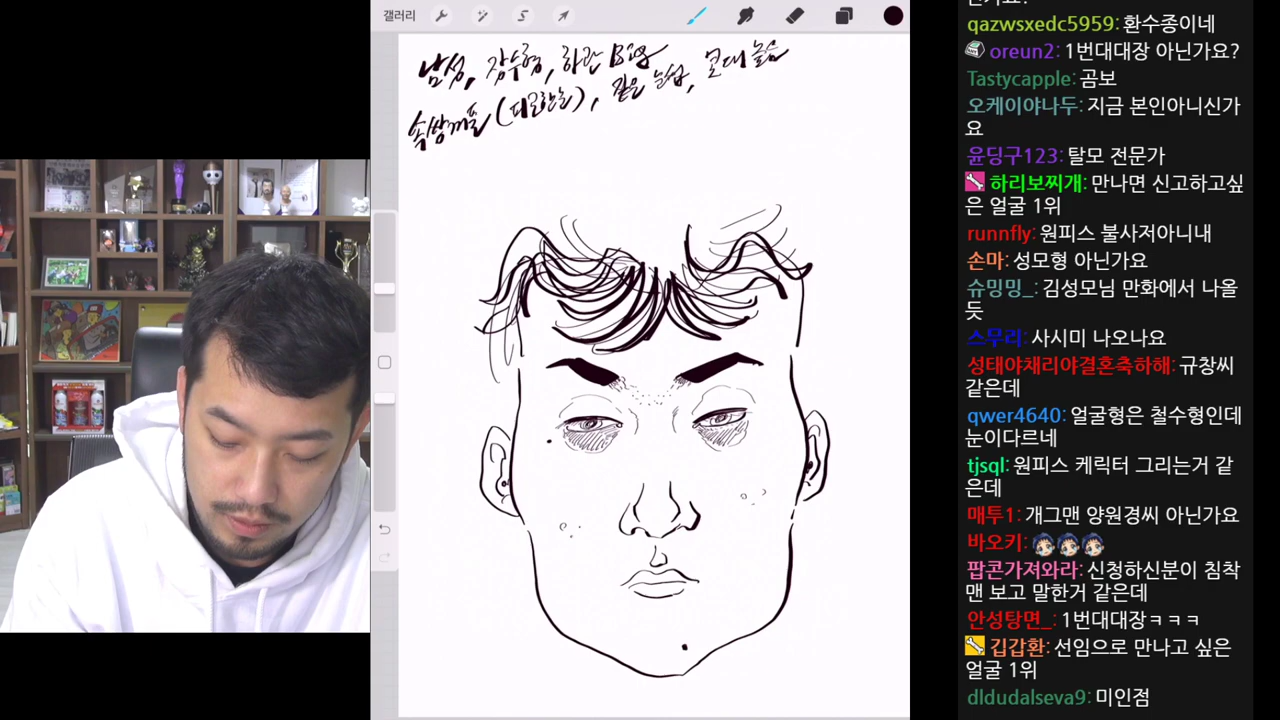 갤러리
남성, 장수형, 하관 Big
짙은 눈썹, 코대 높음
속쌍꺼풀 (피곤한눈),
qazwsxedc5959: 환수종이네
oreun2: 1번대대장 아닌가요?
Tastycapple: 곰보
오케이야나두: 지금 본인아니신가
요
윤딩구123: 탈모 전문가
하리보찌개: 만나면 신고하고싶
은 얼굴 1위
runnfly: 원피스 불사저아니내
손마: 성모형 아닌가요
슈밍밍_: 김성모님 만화에서 나올
듯
스무리: 사시미 나오나요
성태야채리야결혼축하해: 규창씨
같은데
qwer4640: 얼굴형은 철수형인데
눈이다르네
tjsql: 원피스 케릭터 그리는거 같
은데
매투1: 개그맨 양원경씨 아닌가요
바오키:
팝콘가져와라: 신청하신분이 침착
맨 보고 말한거 같은데
안성탕면_: 1번대대장ㅋㅋㅋ
김갑환: 선임으로 만나고 싶은
얼굴 1위
dldudalseva9: 미인점